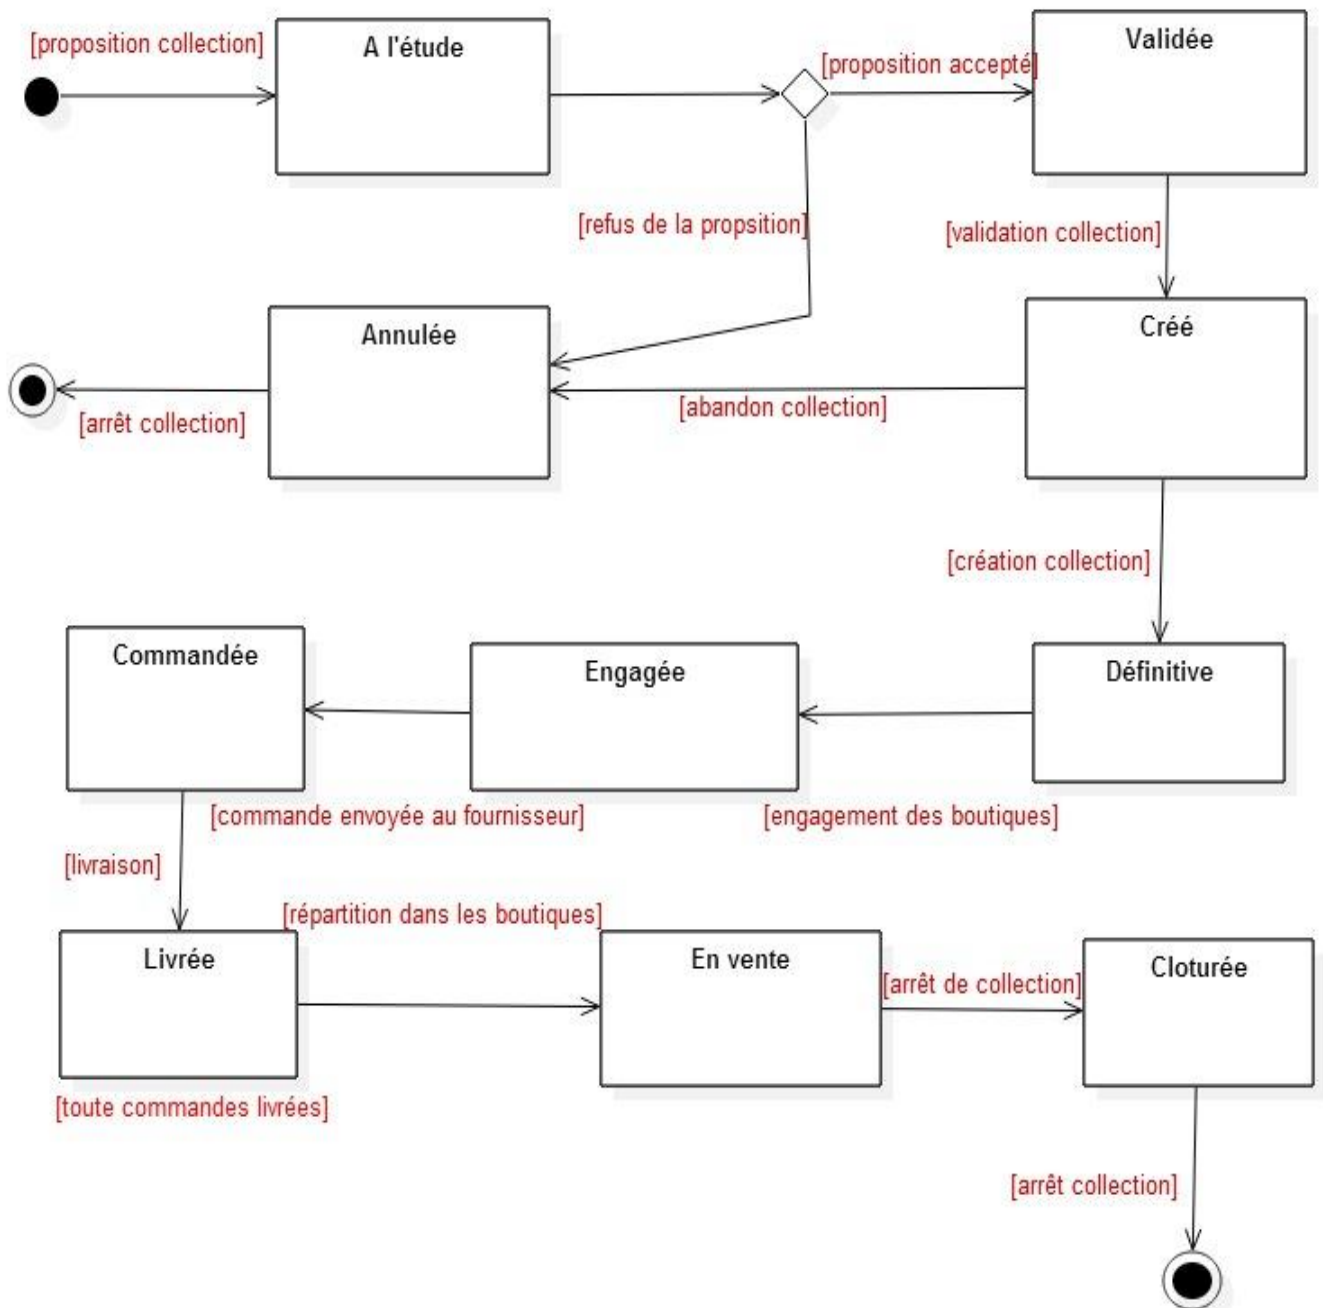 [proposition collection]
A l'étude
[proposition accepté]
Validée
[refus de la propsition]
[validation collection]
Annulée
Créé
[arrêt collection]
[abandon collection]
[création collection]
Commandée
Engagée
Définitive
[commande envoyée au fournisseur]
[engagement des boutiques]
[livraison]
[répartition dans les boutiques]
Livrée
En vente
[arrêt de collection]
Cloturée
[toute commandes livrées]
[arrêt collection]